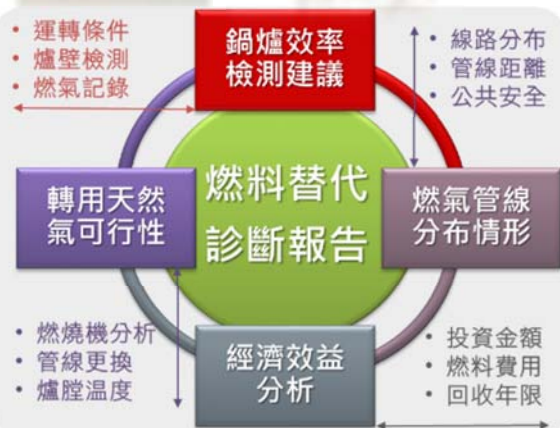 • 運轉條件
• 爐壁檢測
• 燃氣記錄
鍋爐效率
檢測建議
• 線路分布
• 管線距離
• 公共安全
轉用天然
氣可行性
燃料替代
診斷報告
燃氣管線
分布情形
• 燃燒機分析
• 管線更換
• 爐膛温度
經濟效益
分析
• 投資金額
• 燃料費用
• 回收年限